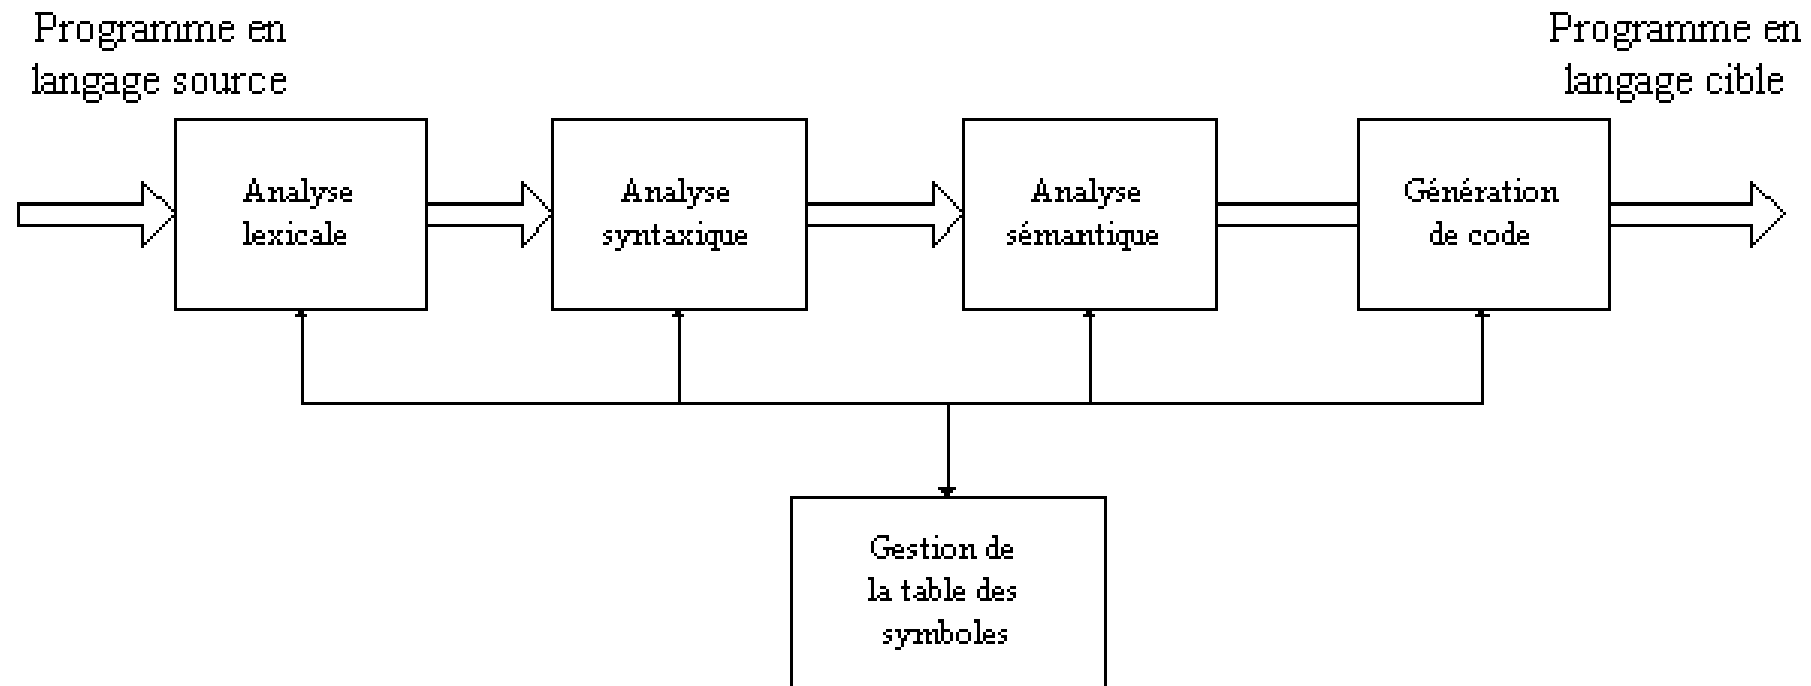 Programme en
langage source
Programme en
langage cible
Analyse
lexicale
Analyse
syntaxique
Analyse
sémantique
Génération
de code
Gestion de
la table des
symboles